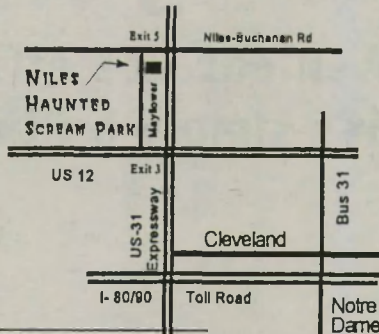 Exit 5
Niles-Buchanan Rd
NILES
HAUNTED
SCREAM PARK
Mayflower
US 12
Exit 3
US-31
Expressway
Bus 31
Cleveland
I- 80/90
Toll Road
Notre
Dame